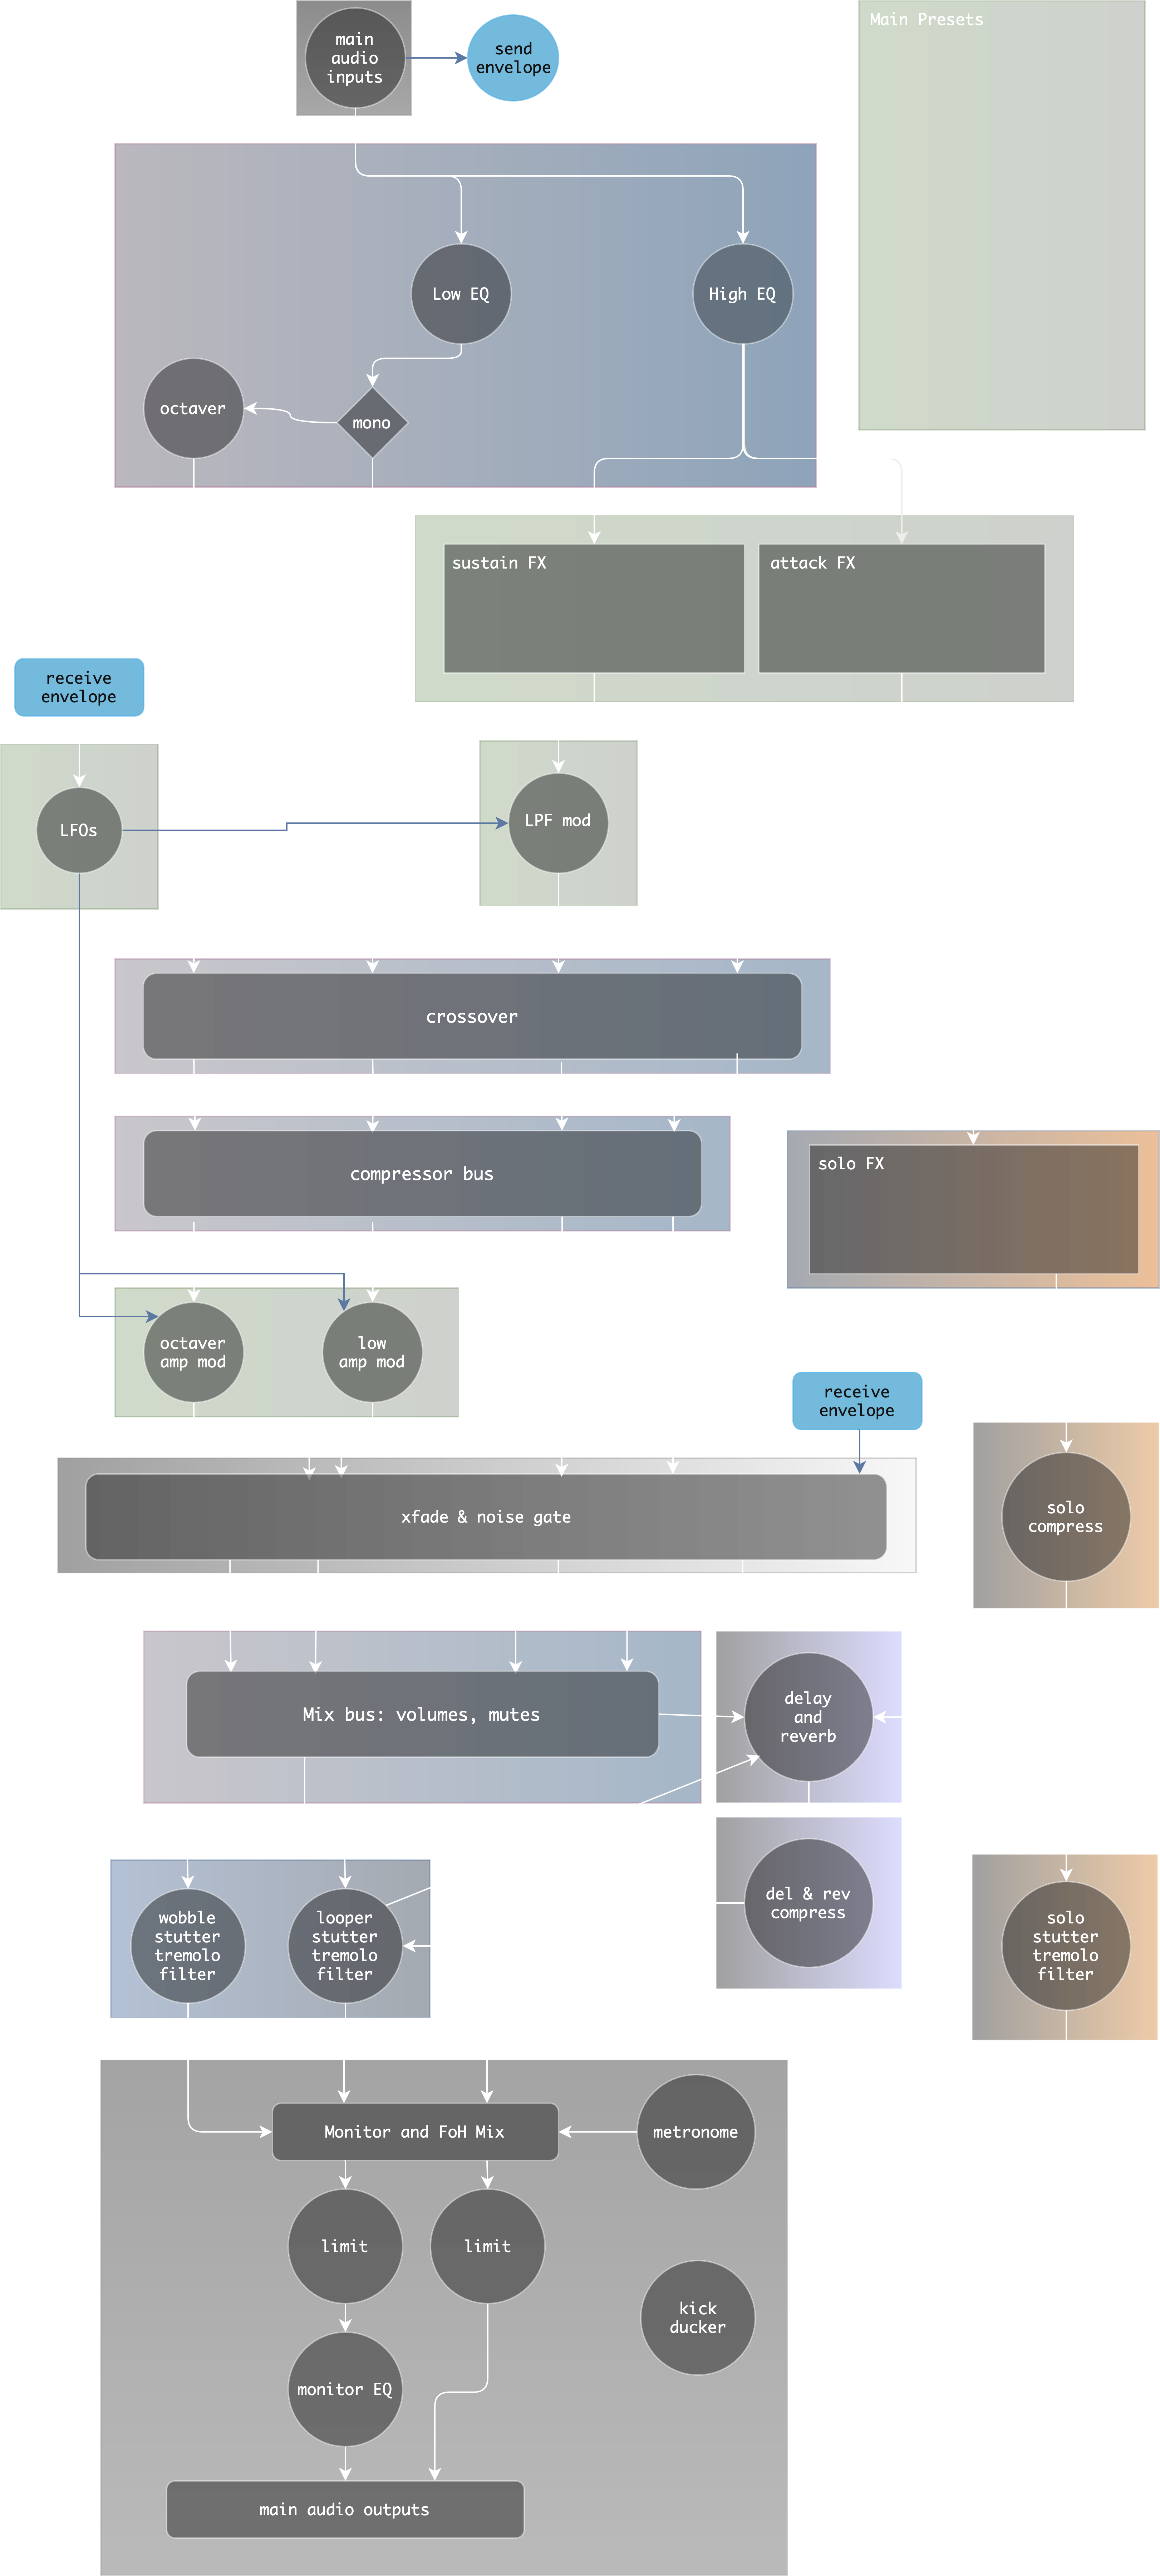 main
audio
inputs
send
envelope
Main Presets
Low EQ
High EQ
octaver
mono
sustain FX
attack FX
receive
envelope
LFOs
LPF mod
crossover
compressor bus
solo FX
octaver
amp mod
low
amp mod
receive
envelope
xfade & noise gate
solo
compress
Mix bus: volumes, mutes
delay
and
reverb
del & rev
compress
wobble
stutter
tremolo
filter
looper
stutter
tremolo
filter
solo
stutter
tremolo
filter
Monitor and FoH Mix
metronome
limit
limit
kick
ducker
monitor EQ
main audio outputs